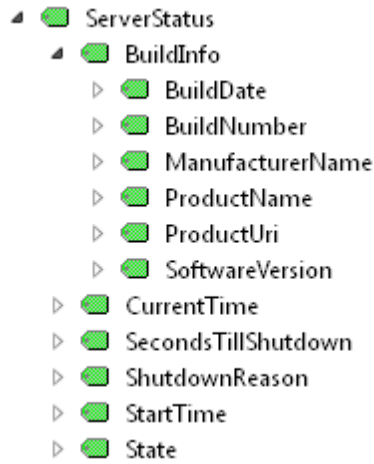 ServerStatus
BuildInfo
BuildDate
BuildNumber
ManufacturerName
ProductName
ProductUri
SoftwareVersion
CurrentTime
SecondsTillShutdown
ShutdownReason
StartTime
State